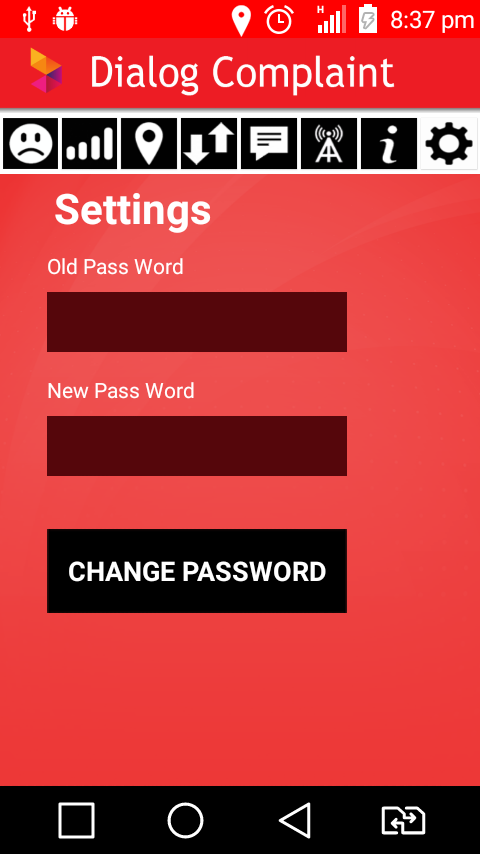 H 8:37 pm
Dialog Complaint
Settings
Old Pass Word
New Pass Word
CHANGE PASSWORD